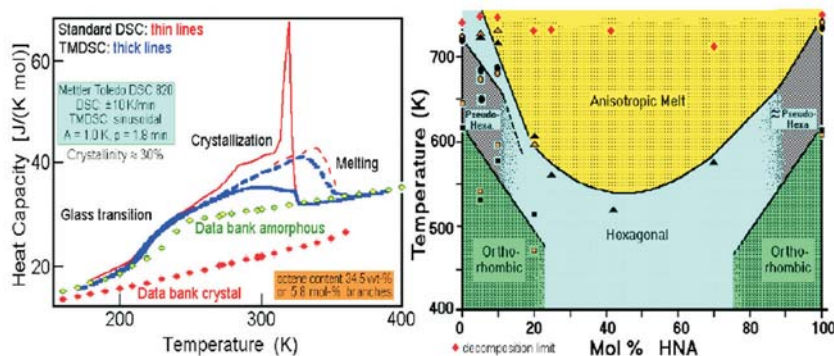 Standard DSC: thin lines
TMDSC: thick lines
Mettler Toledo DSC 820
DSC: ±10 K/min
TMDSC: sinusoidal
A = 1.0 K, p = 1.8 min
Crystallinity ≈ 30%
Crystallization
Melting
Glass transition
Data bank amorphous
Data bank crystal
octene content 34.5 wt-%
or 5.8 mol-% branches
Heat Capacity [J/(K mol)]
60
40
20
200
300
400
Temperature (K)
Temperature (K)
700
600
500
400
Anisotropic Melt
Pseudo-
Hexa.
≈ Pseudo-
Hexa
Hexagonal
Ortho-
rhombic
Ortho-
rhombic
0
20
40
60
80
100
Mol % HNA
decomposition limit